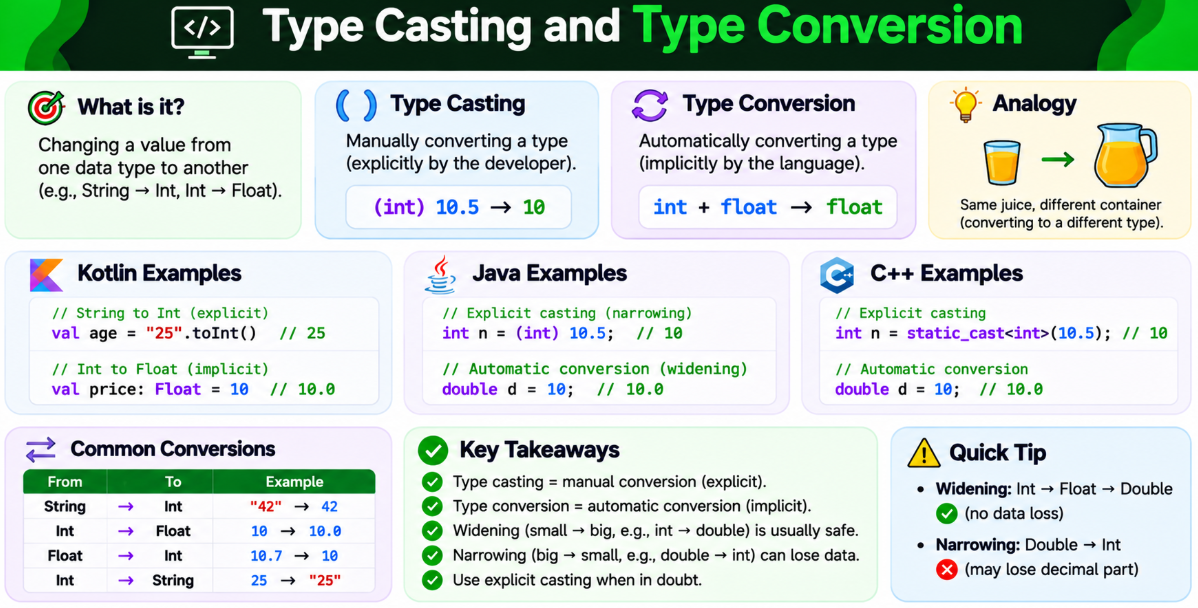 </> Type Casting and Type Conversion
What is it?
Changing a value from
one data type to another
(e.g., String → Int, Int → Float).
( ) Type Casting
Manually converting a type
(explicitly by the developer).
(int) 10.5 → 10
Type Conversion
Automatically converting a type
(implicitly by the language).
int + float → float
Analogy
Same juice, different container
(converting to a different type).
Kotlin Examples
// String to Int (explicit)
val age = "25".toInt() // 25
// Int to Float (implicit)
val price: Float = 10 // 10.0
Java Examples
// Explicit casting (narrowing)
int n = (int) 10.5; // 10
// Automatic conversion (widening)
double d = 10; // 10.0
C++ Examples
// Explicit casting
int n = static_cast<int>(10.5); // 10
// Automatic conversion
double d = 10; // 10.0
Common Conversions
From To Example
String → Int "42" → 42
Int → Float 10 → 10.0
Float → Int 10.7 → 10
Int → String 25 → "25"
Key Takeaways
Type casting = manual conversion (explicit).
Type conversion = automatic conversion (implicit).
Widening (small → big, e.g., int → double) is usually safe.
Narrowing (big → small, e.g., double → int) can lose data.
Use explicit casting when in doubt.
Quick Tip
• Widening: Int → Float → Double
(no data loss)
• Narrowing: Double → Int
(may lose decimal part)